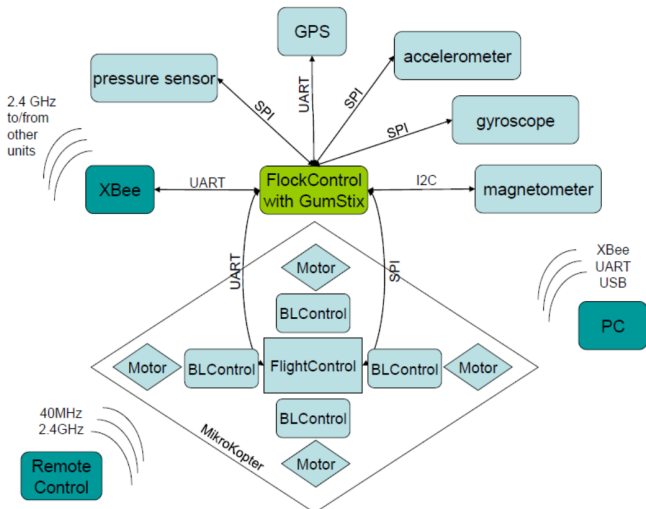 GPS
accelerometer
pressure sensor
UART
SPI
SPI
SPI
gyroscope
2.4 GHz
to/from
other
units
XBee
UART
FlockControl
with GumStix
I2C
magnetometer
UART
SPI
XBee
UART
USB
PC
Motor
BLControl
Motor
BLControl
FlightControl
BLControl
Motor
BLControl
Motor
MikroKopter
40MHz
2.4GHz
Remote
Control